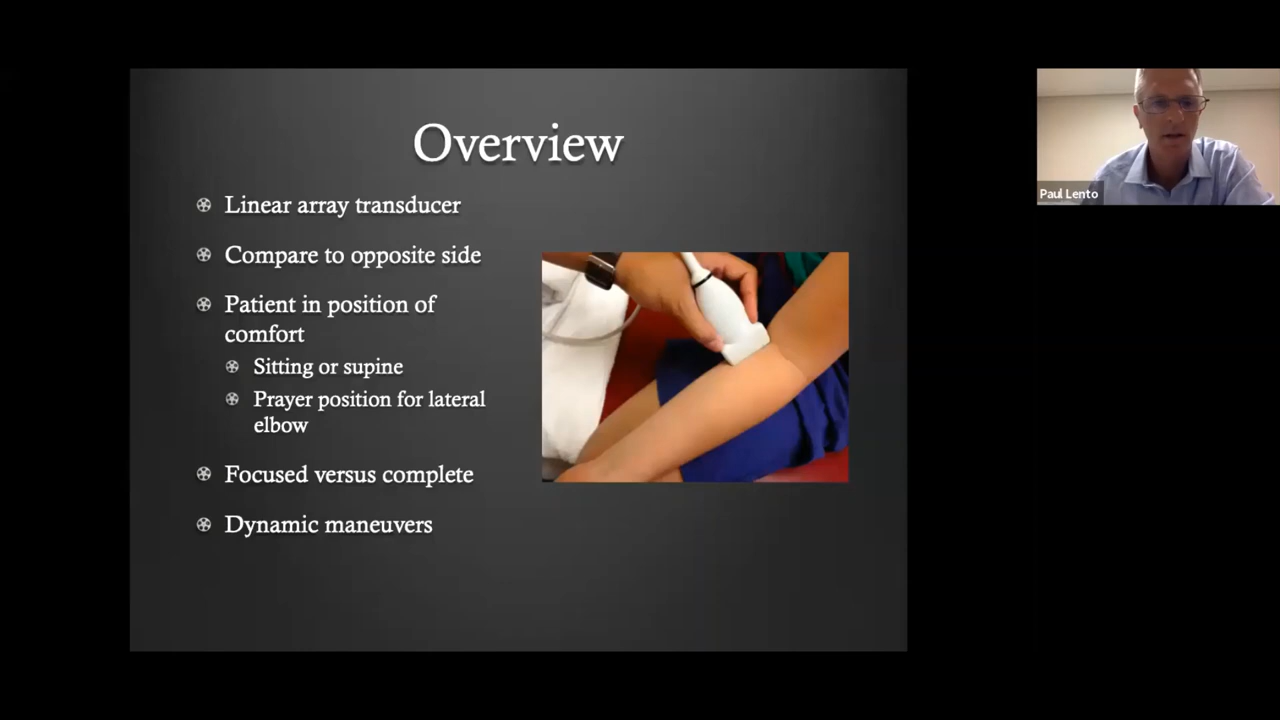 Overview
Linear array transducer
Compare to opposite side
Patient in position of
comfort
Sitting or supine
Prayer position for lateral
elbow
Focused versus complete
Dynamic maneuvers
Paul Lento